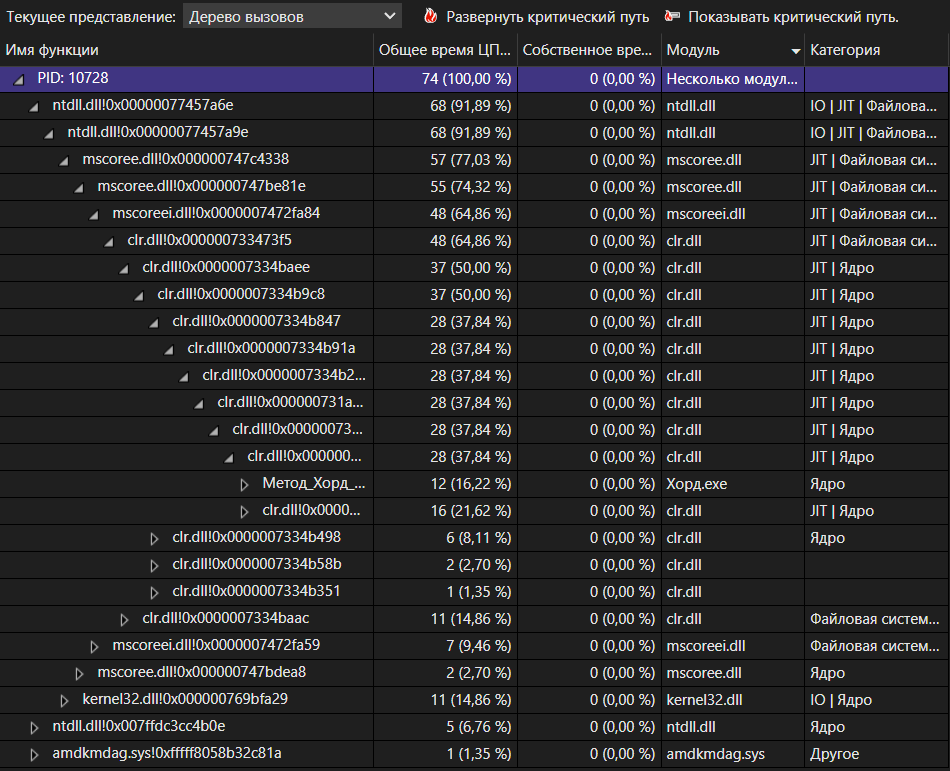 Текущее представление: Дерево вызовов Развернуть критический путь Показывать критический путь.
Имя функции Общее время ЦП... Собственное вре... Модуль Категория
PID: 10728 74 (100,00 %) 0 (0,00 %) Несколько модул...
ntdll.dll!0x00000077457a6e 68 (91,89 %) 0 (0,00 %) ntdll.dll IO | JIT | Файлова...
ntdll.dll!0x00000077457a9e 68 (91,89 %) 0 (0,00 %) ntdll.dll IO | JIT | Файлова...
mscoree.dll!0x000000747c4338 57 (77,03 %) 0 (0,00 %) mscoree.dll JIT | Файловая си...
mscoree.dll!0x000000747be81e 55 (74,32 %) 0 (0,00 %) mscoree.dll JIT | Файловая си...
mscoreei.dll!0x0000007472fa84 48 (64,86 %) 0 (0,00 %) mscoreei.dll JIT | Файловая си...
clr.dll!0x000000733473f5 48 (64,86 %) 0 (0,00 %) clr.dll JIT | Файловая си...
clr.dll!0x0000007334baee 37 (50,00 %) 0 (0,00 %) clr.dll JIT | Ядро
clr.dll!0x0000007334b9c8 37 (50,00 %) 0 (0,00 %) clr.dll JIT | Ядро
clr.dll!0x0000007334b847 28 (37,84 %) 0 (0,00 %) clr.dll JIT | Ядро
clr.dll!0x0000007334b91a 28 (37,84 %) 0 (0,00 %) clr.dll JIT | Ядро
clr.dll!0x0000007334b2... 28 (37,84 %) 0 (0,00 %) clr.dll JIT | Ядро
clr.dll!0x000000731a... 28 (37,84 %) 0 (0,00 %) clr.dll JIT | Ядро
clr.dll!0x00000073... 28 (37,84 %) 0 (0,00 %) clr.dll JIT | Ядро
clr.dll!0x000000... 28 (37,84 %) 0 (0,00 %) clr.dll JIT | Ядро
Метод_Хорд_... 12 (16,22 %) 0 (0,00 %) Хорд.exe Ядро
clr.dll!0x0000... 16 (21,62 %) 0 (0,00 %) clr.dll JIT | Ядро
clr.dll!0x0000007334b498 6 (8,11 %) 0 (0,00 %) clr.dll Ядро
clr.dll!0x0000007334b58b 2 (2,70 %) 0 (0,00 %) clr.dll
clr.dll!0x0000007334b351 1 (1,35 %) 0 (0,00 %) clr.dll
clr.dll!0x0000007334baac 11 (14,86 %) 0 (0,00 %) clr.dll Файловая систем...
mscoreei.dll!0x0000007472fa59 7 (9,46 %) 0 (0,00 %) mscoreei.dll Файловая систем...
mscoree.dll!0x000000747bdea8 2 (2,70 %) 0 (0,00 %) mscoree.dll Ядро
kernel32.dll!0x000000769bfa29 11 (14,86 %) 0 (0,00 %) kernel32.dll IO | Ядро
ntdll.dll!0x007ffdc3cc4b0e 5 (6,76 %) 0 (0,00 %) ntdll.dll Ядро
amdkmdag.sys!0xfffff8058b32c81a 1 (1,35 %) 0 (0,00 %) amdkmdag.sys Другое